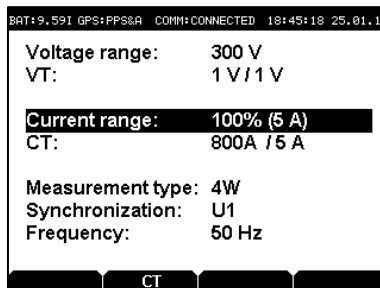 BAT:9.59I GPS:PPS&A COMM:CONNECTED 18:45:18 25.01.1
Voltage range: 300 V
VT: 1 V / 1 V
Current range: 100% (5 A)
CT: 800A / 5 A
Measurement type: 4W
Synchronization: U1
Frequency: 50 Hz
CT